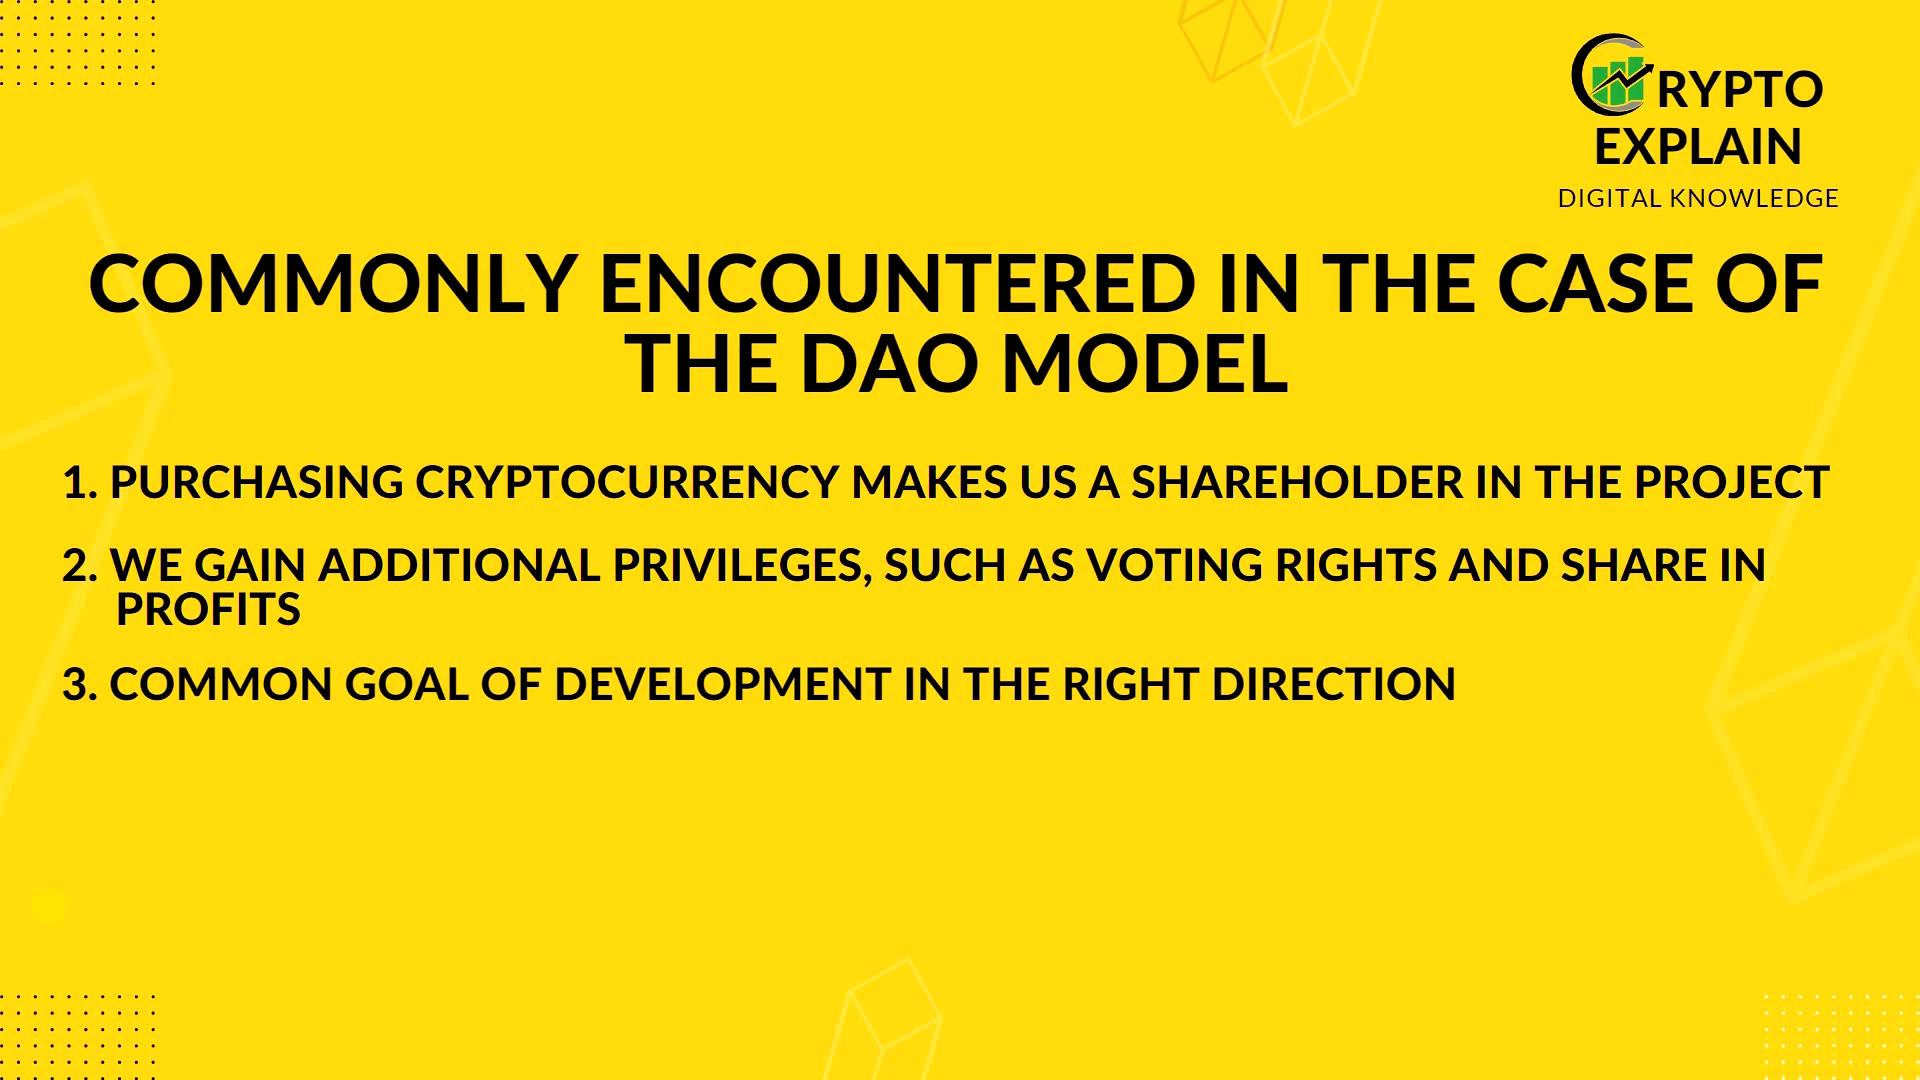 CRYPTO
EXPLAIN
DIGITAL KNOWLEDGE
COMMONLY ENCOUNTERED IN THE CASE OF
THE DAO MODEL
1. PURCHASING CRYPTOCURRENCY MAKES US A SHAREHOLDER IN THE PROJECT
2. WE GAIN ADDITIONAL PRIVILEGES, SUCH AS VOTING RIGHTS AND SHARE IN
PROFITS
3. COMMON GOAL OF DEVELOPMENT IN THE RIGHT DIRECTION